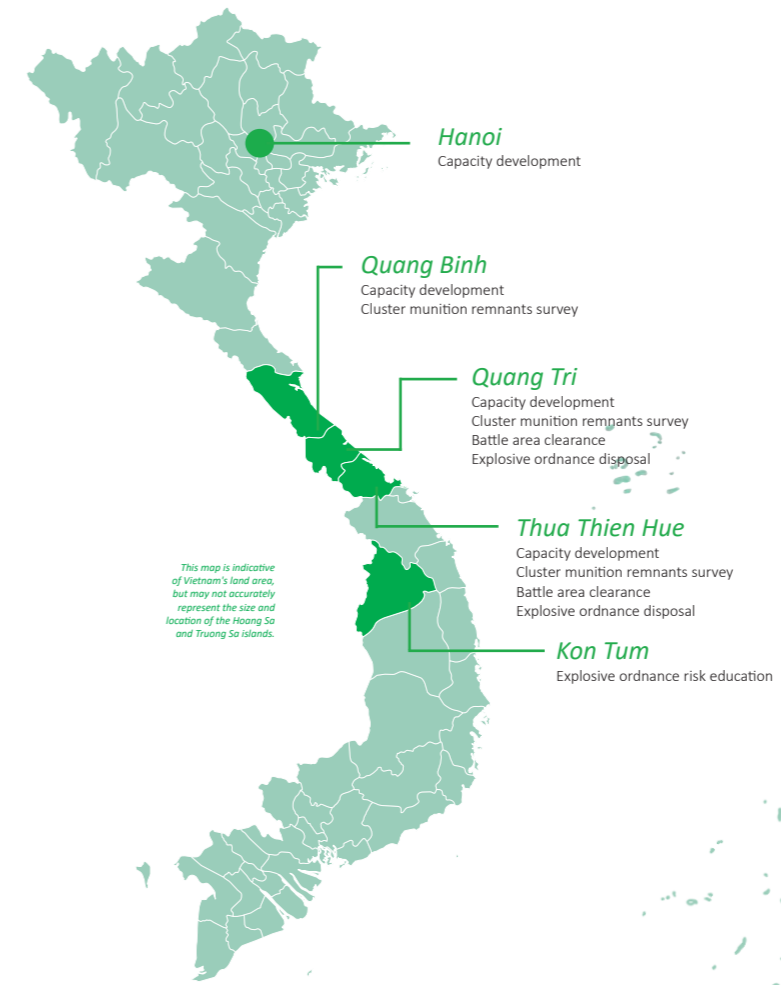 Hanoi
Capacity development
Quang Binh
Capacity development
Cluster munition remnants survey
Quang Tri
Capacity development
Cluster munition remnants survey
Battle area clearance
Explosive ordnance disposal
Thua Thien Hue
Capacity development
Cluster munition remnants survey
Battle area clearance
Explosive ordnance disposal
This map is indicative
of Vietnam's land area,
but may not accurately
represent the size and
location of the Hoang Sa
and Truong Sa islands.
Kon Tum
Explosive ordnance risk education